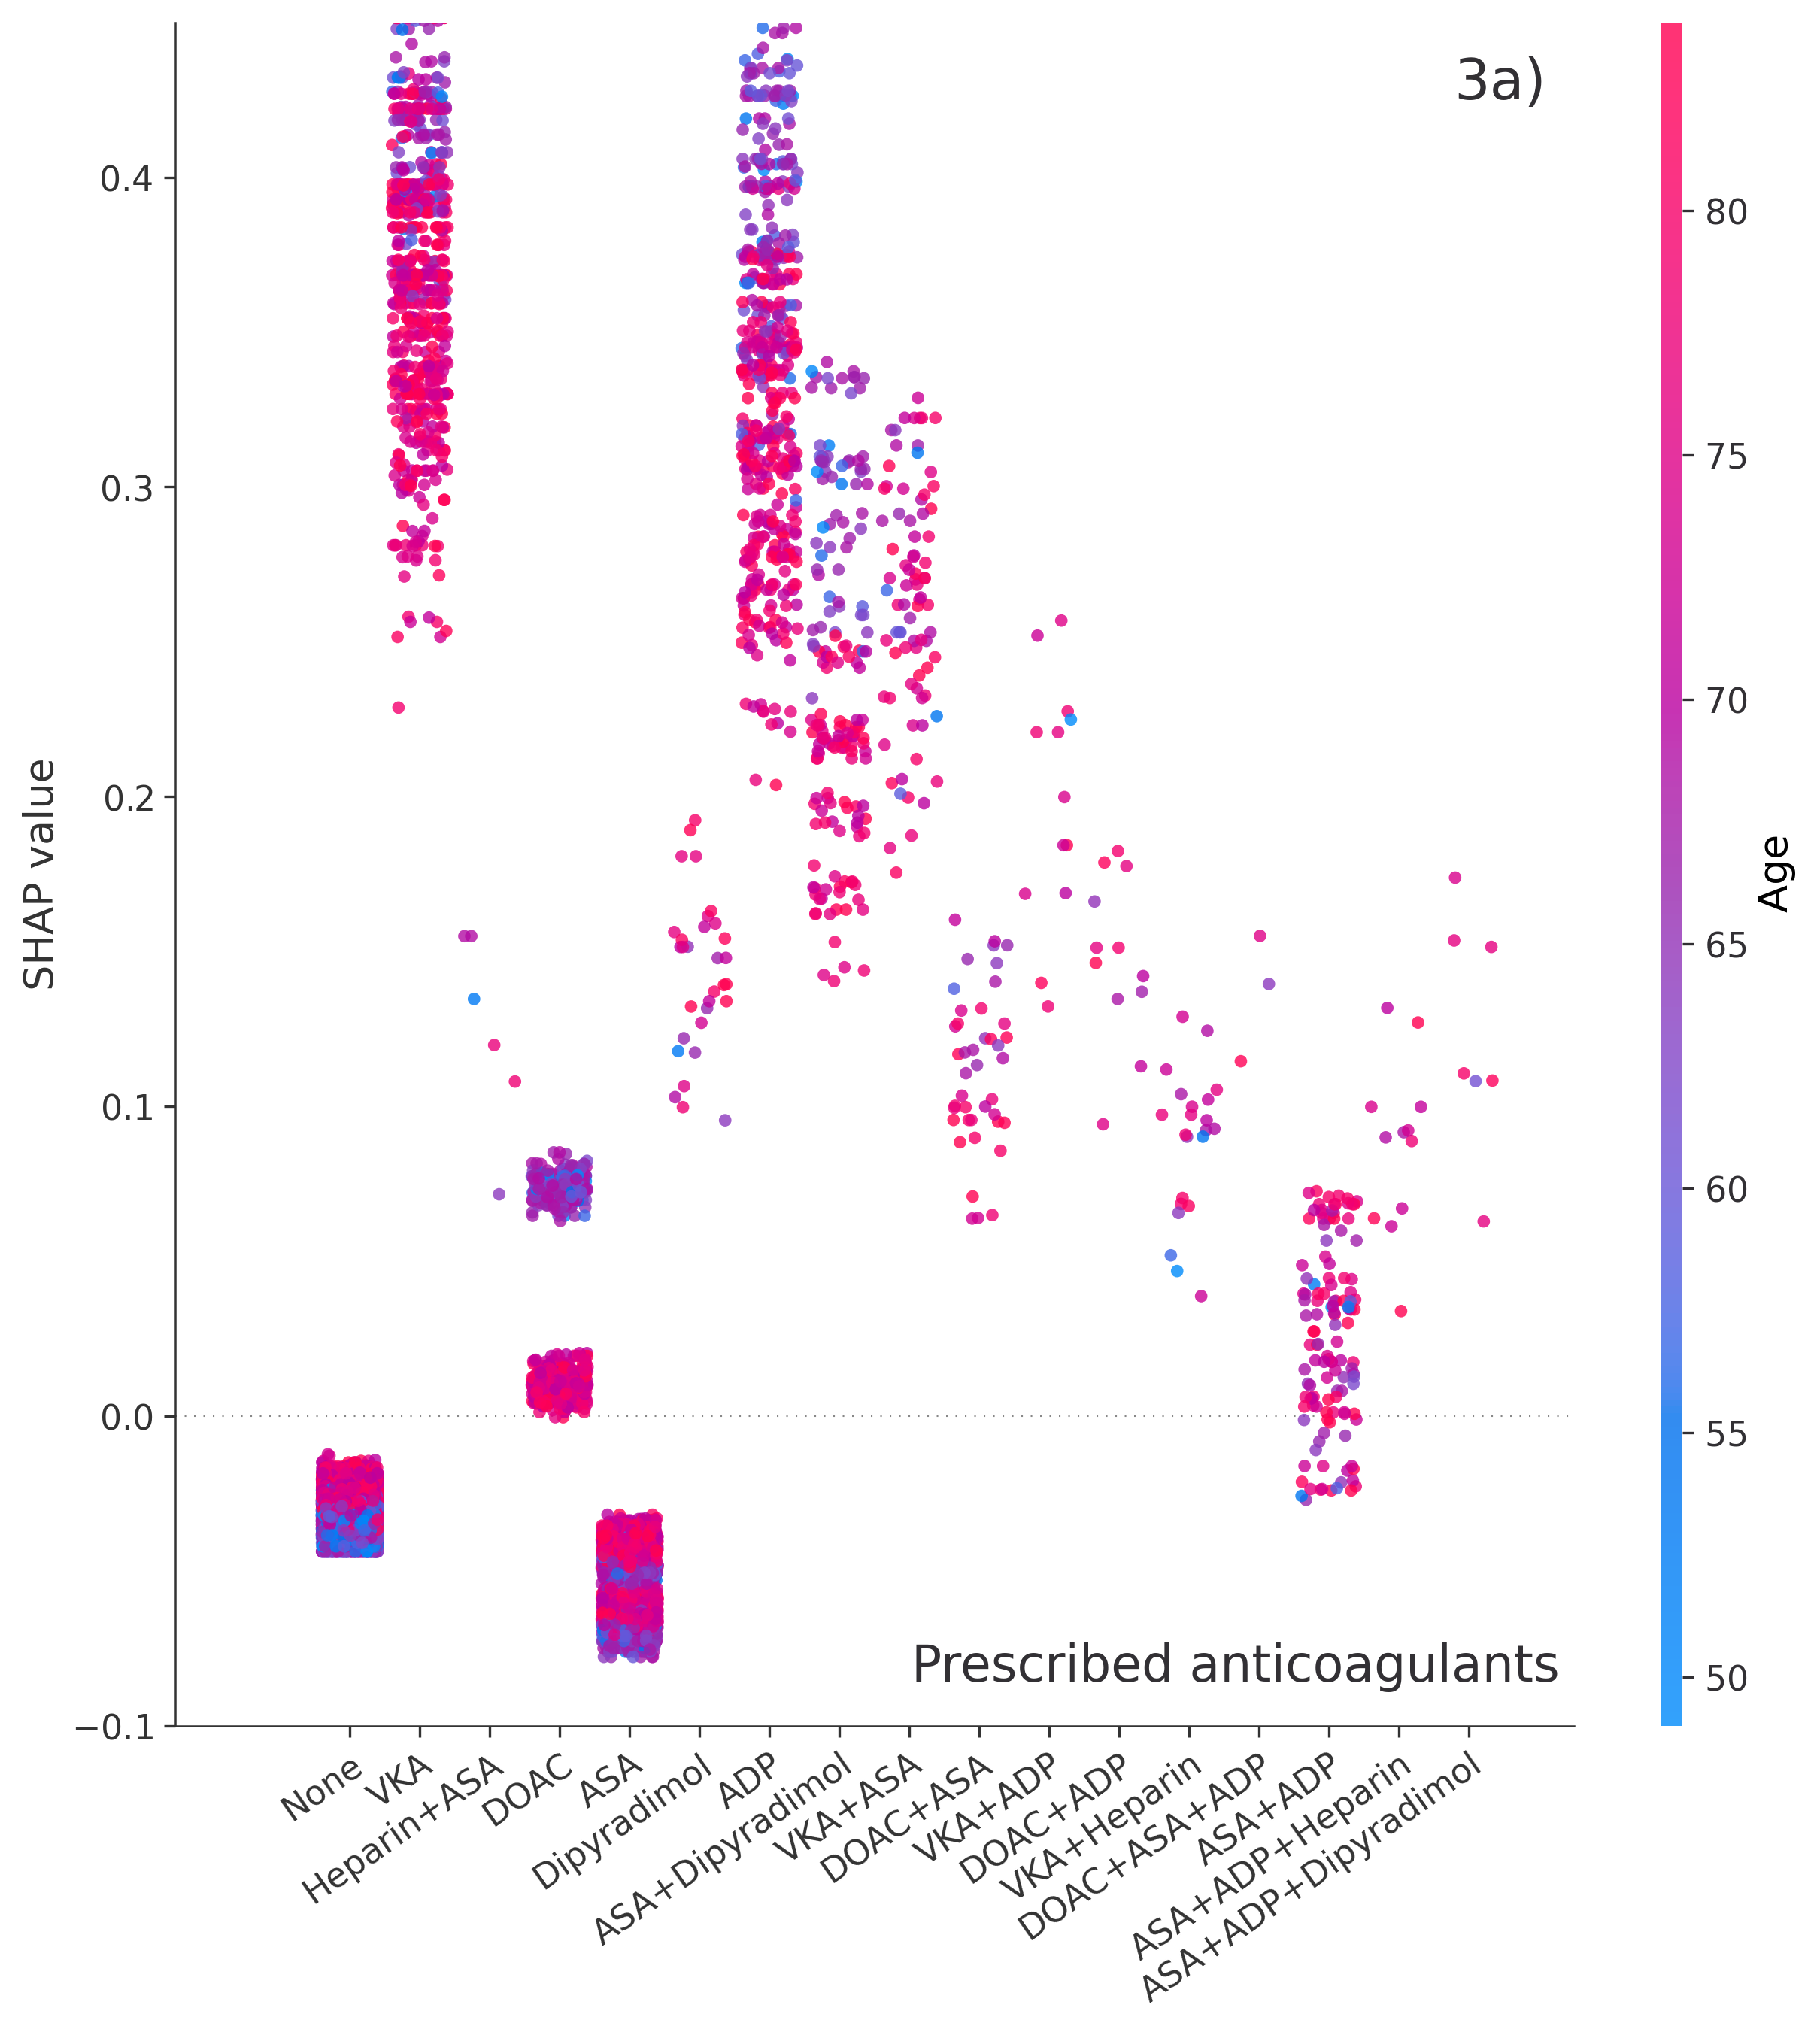 3a)
0.4
0.3
0.2
0.1
0.0
−0.1
SHAP value
Prescribed anticoagulants
None
VKA
Heparin+ASA
DOAC
ASA
Dipyradimol
ADP
ASA+Dipyradimol
VKA+ASA
DOAC+ASA
VKA+ADP
DOAC+ADP
VKA+Heparin
DOAC+ASA+ADP
ASA+ADP
ASA+ADP+Heparin
ASA+ADP+Dipyradimol
80
75
70
65
60
55
50
Age